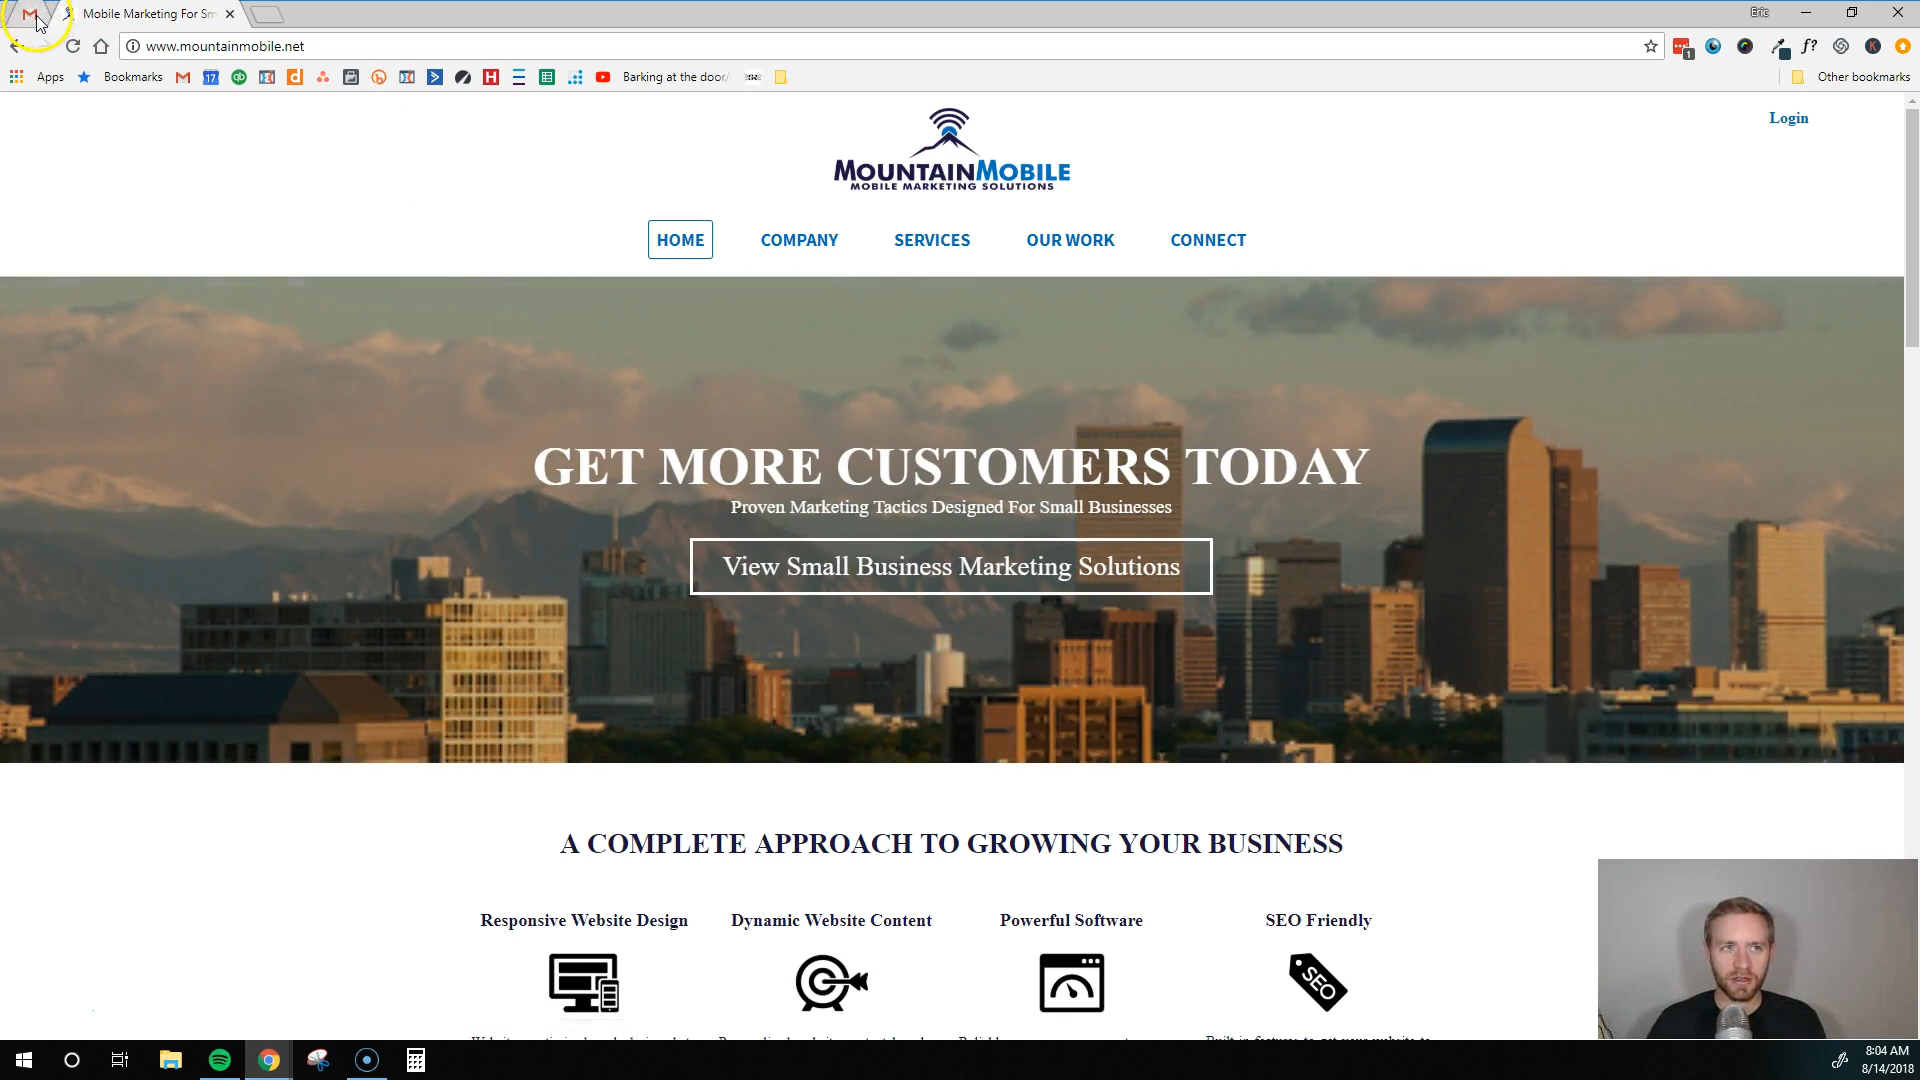 Mobile Marketing For Sm
Eric
www.mountainmobile.net
1
f?
K
Apps
Bookmarks
17
Barking at the door/
Other bookmarks
Login
MOUNTAINMOBILE
MOBILE MARKETING SOLUTIONS
HOME
COMPANY
SERVICES
OUR WORK
CONNECT
GET MORE CUSTOMERS TODAY
Proven Marketing Tactics Designed For Small Businesses
View Small Business Marketing Solutions
A COMPLETE APPROACH TO GROWING YOUR BUSINESS
Responsive Website Design
Dynamic Website Content
Powerful Software
SEO Friendly
SEO
8:04 AM
8/14/2018